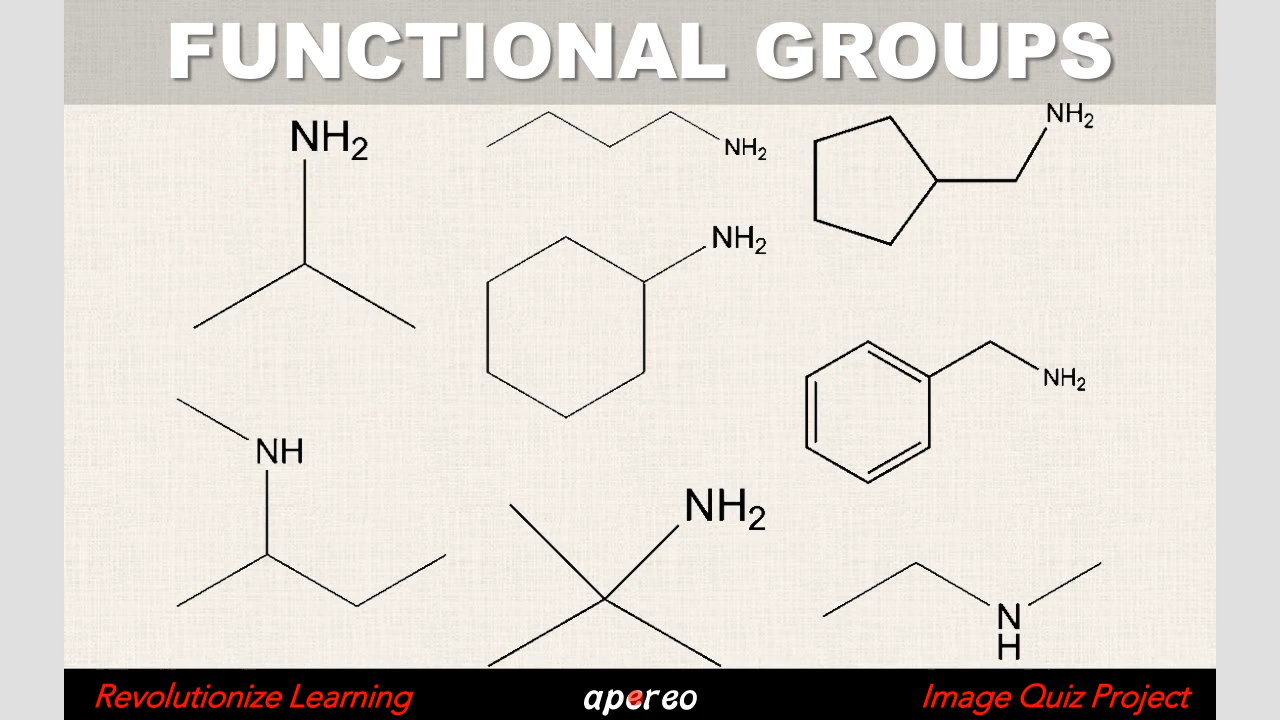 FUNCTIONAL GROUPS
NH2
NH2
NH2
NH2
NH2
NH
NH2
N
H
Revolutionize Learning
apereo
Image Quiz Project